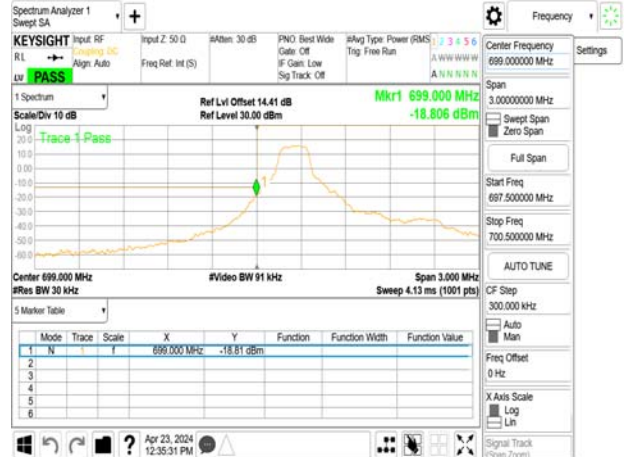 Spectrum Analyzer 1
Swept SA
Frequency
Settings
KEYSIGHT
RL
PASS
Input: RF
Coupling: DC
Align: Auto
Input Z: 50 Ω
Freq Ref: Int (S)
#Atten: 30 dB
PNO: Best Wide
Gate: Off
IF Gain: Low
Sig Track: Off
#Avg Type: Power (RMS
Trig: Free Run
1 2 3 4 5 6
A W W W W W
A N N N N N
1 Spectrum
Scale/Div 10 dB
Ref Lvl Offset 14.41 dB
Ref Level 30.00 dBm
Mkr1 699.000 MHz
-18.806 dBm
Log
Trace 1 Pass
20.0
10.0
0.00
-10.0
-20.0
-30.0
-40.0
-50.0
-60.0
1
Center 699.000 MHz
#Video BW 91 kHz
Span 3.000 MHz
#Res BW 30 kHz
Sweep 4.13 ms (1001 pts)
5 Marker Table
Mode Trace Scale X Y Function Function Width Function Value
1 N 1 f 699.000 MHz -18.81 dBm
2
3
4
5
6
Apr 23, 2024
12:35:31 PM
Center Frequency
699.000000 MHz
Span
3.00000000 MHz
Swept Span
Zero Span
Full Span
Start Freq
697.500000 MHz
Stop Freq
700.500000 MHz
AUTO TUNE
CF Step
300.000 kHz
Auto
Man
Freq Offset
0 Hz
X Axis Scale
Log
Lin
Signal Track
(Span Zoom)